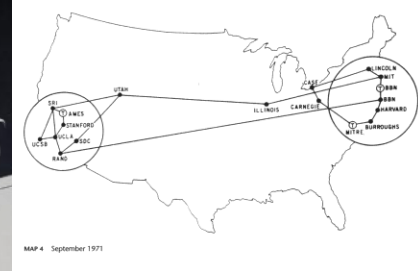 LINCOLN
CASE
MIT
UTAH
BBN
SRI
AMES
BBN
ILLINOIS
CARNEGIE
HARVARD
STANFORD
BURROUGHS
MITRE
UCLA
SDC
UCSB
RAND
T
T
T
MAP 4 September 1971